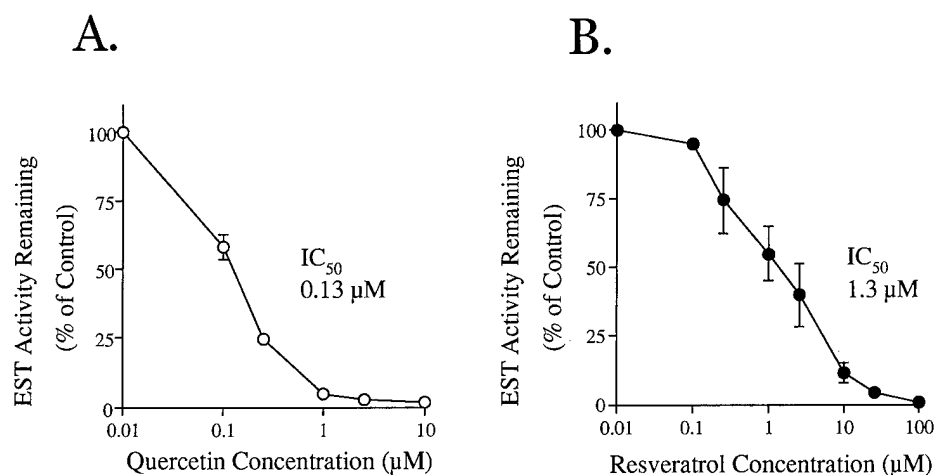 A.
EST Activity Remaining
(% of Control)
100
75
50
25
0
IC50
0.13 µM
0.01
0.1
1
10
Quercetin Concentration (µM)
B.
EST Activity Remaining
(% of Control)
100
75
50
25
0
IC50
1.3 µM
0.01
0.1
1
10
100
Resveratrol Concentration (µM)